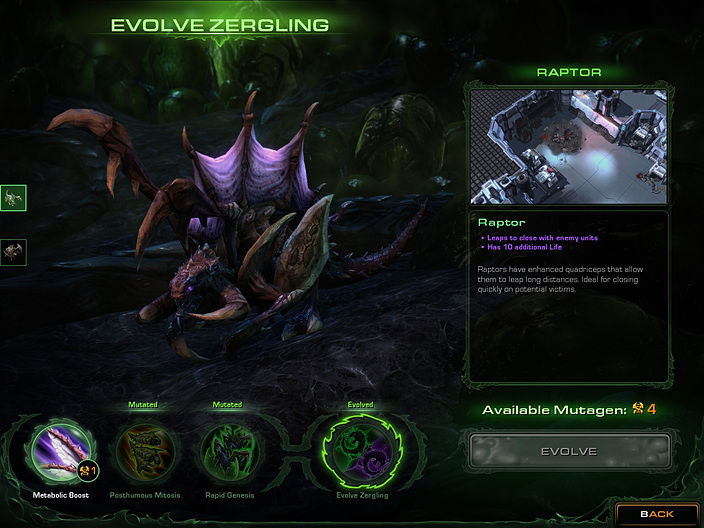 EVOLVE ZERGLING
RAPTOR
Raptor
• Leaps to close with enemy units
• Has 10 additional Life
Raptors have enhanced quadriceps that allow
them to leap long distances. Ideal for closing
quickly on potential victims.
Mutated
Mutated
Evolved
1
Metabolic Boost
Posthumous Mitosis
Rapid Genesis
Evolve Zergling
Available Mutagen: 4
EVOLVE
BACK